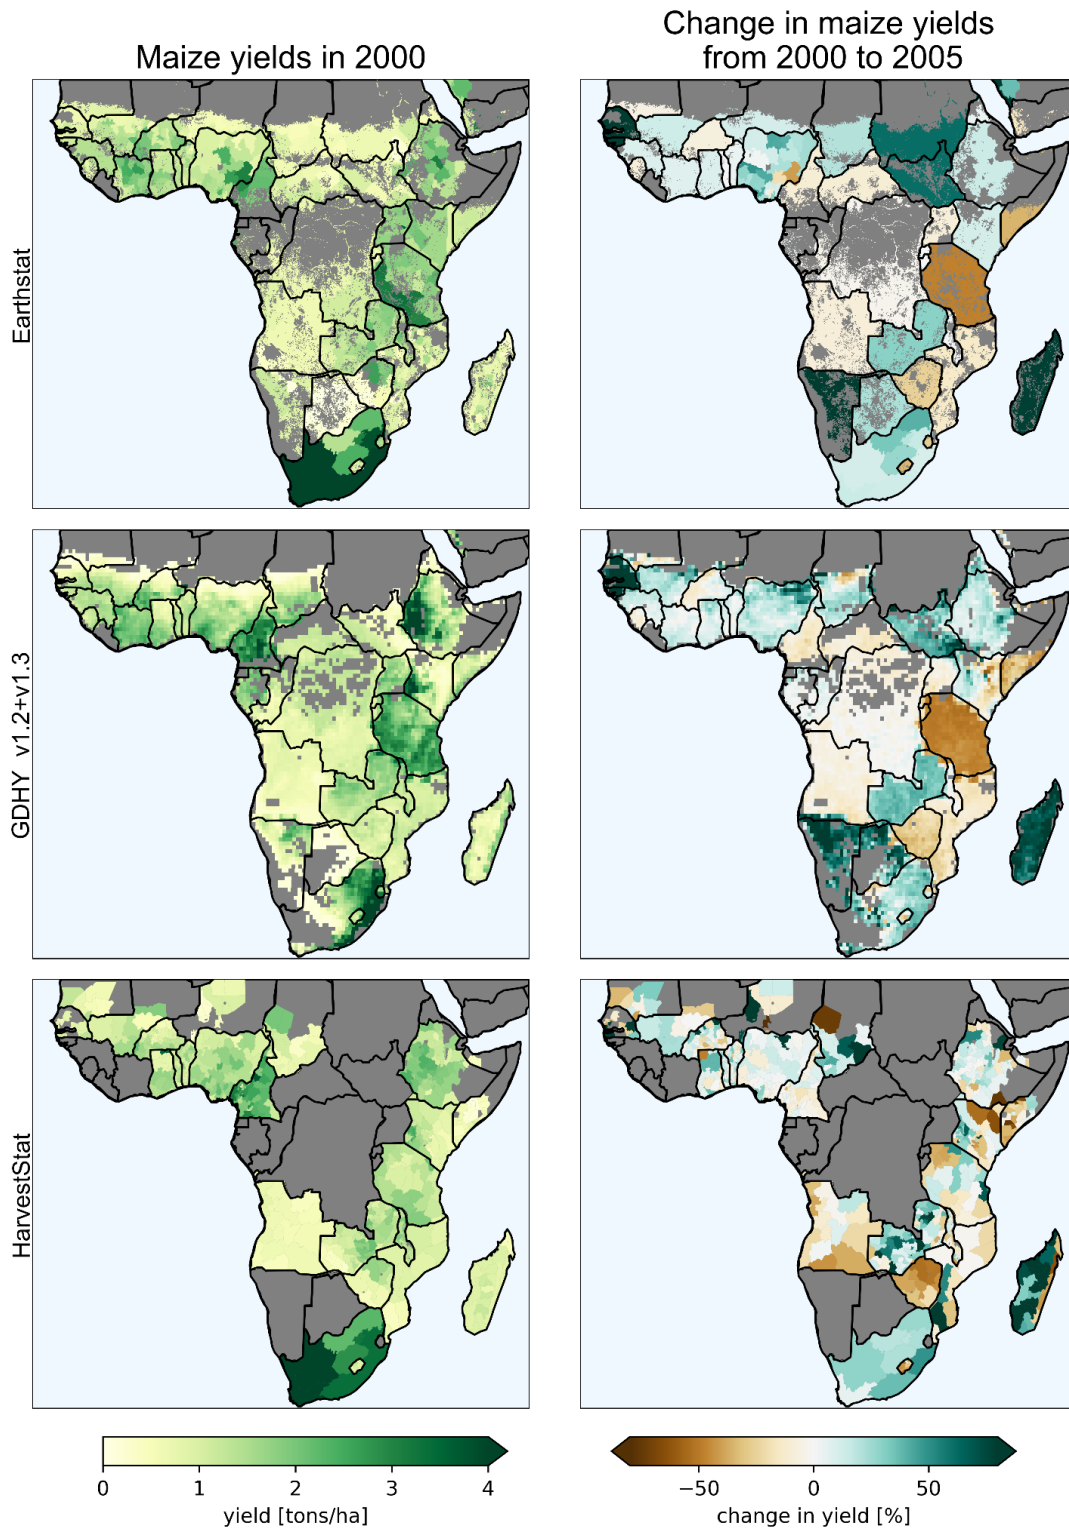 Maize yields in 2000
Change in maize yields
from 2000 to 2005
Earthstat
GDHY v1.2+v1.3
HarvestStat
0 1 2 3 4
yield [tons/ha]
−50 0 50
change in yield [%]